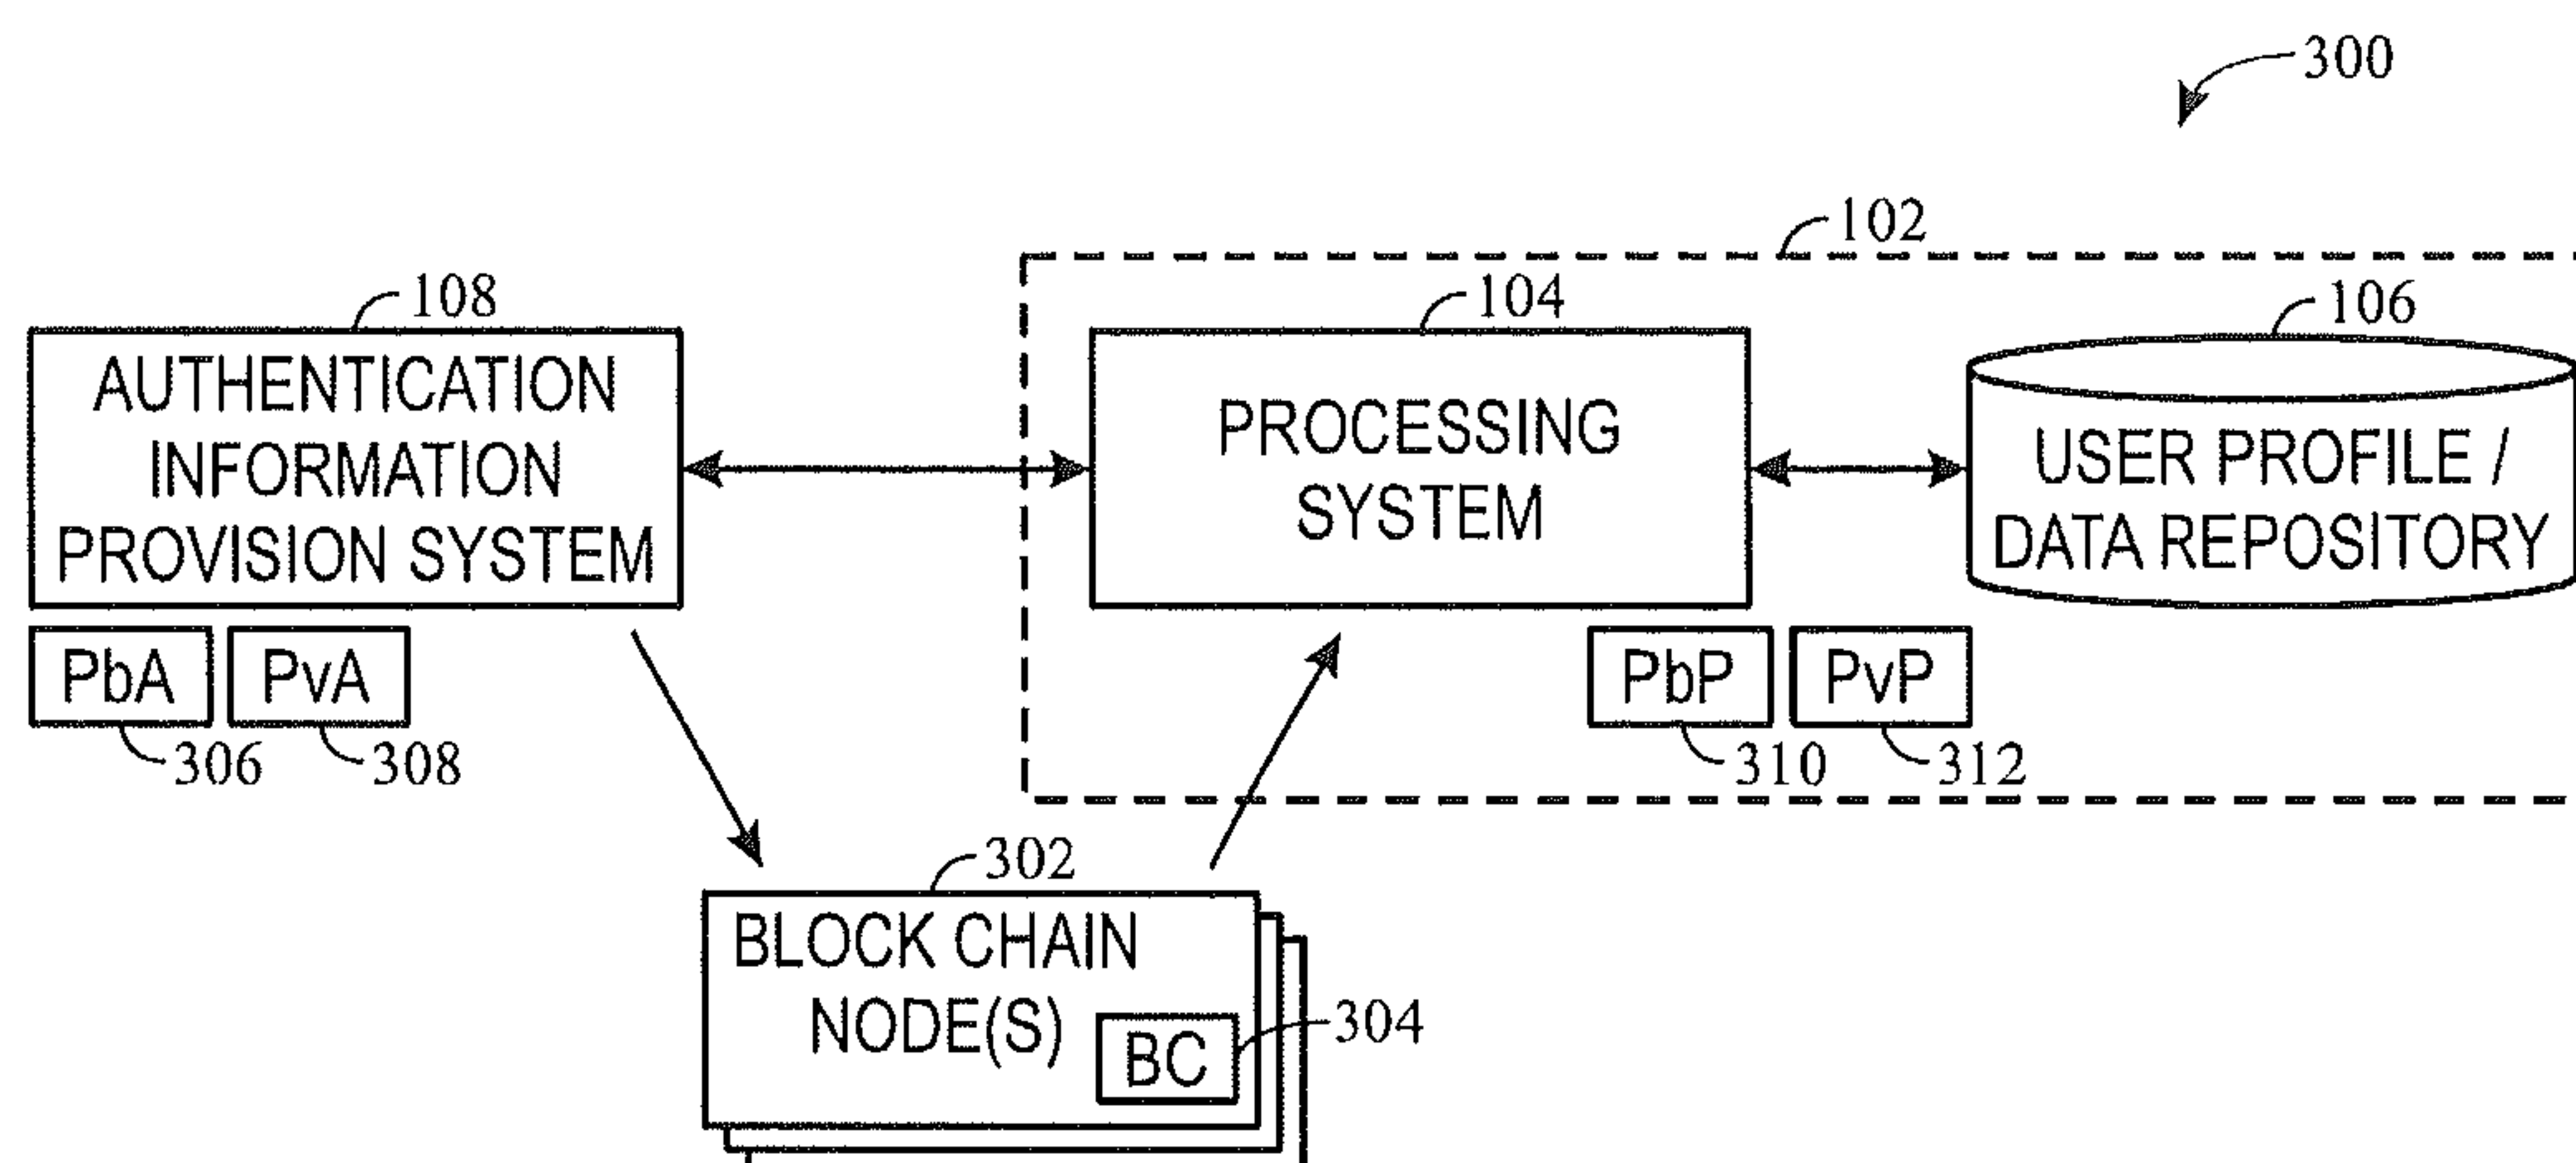 300
102
108
104
106
AUTHENTICATION
INFORMATION
PROVISION SYSTEM
PROCESSING
SYSTEM
USER PROFILE /
DATA REPOSITORY
PbA
PvA
PbP
PvP
306
308
310
312
302
BLOCK CHAIN
NODE(S)
BC
304